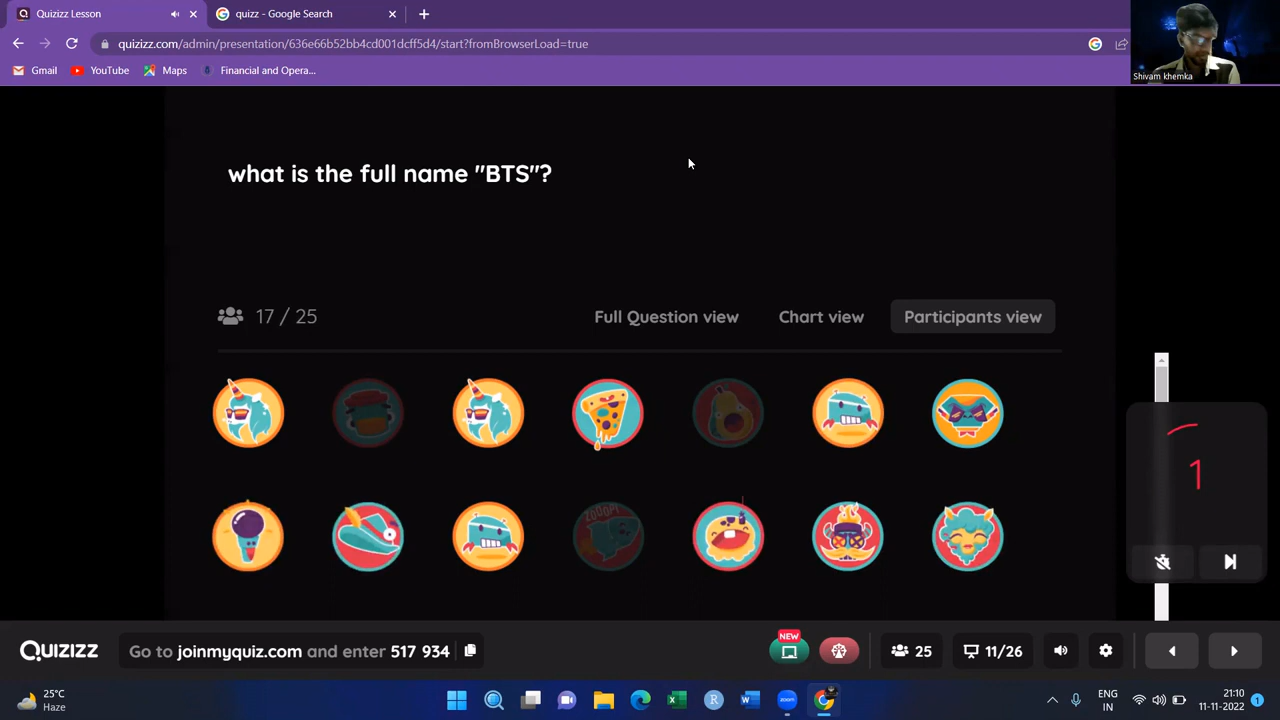 Quizizz Lesson
quizz - Google Search
quizizz.com/admin/presentation/636e66b52bb4cd001dcff5d4/start?fromBrowserLoad=true
Gmail
YouTube
Maps
Financial and Opera...
Shivam khemka
what is the full name "BTS"?
17 / 25
Full Question view
Chart view
Participants view
ZOOOP!
1
QUIZIZZ
Go to joinmyquiz.com and enter 517 934
NEW
25
11/26
25°C
Haze
ENG
IN
21:10
11-11-2022
1